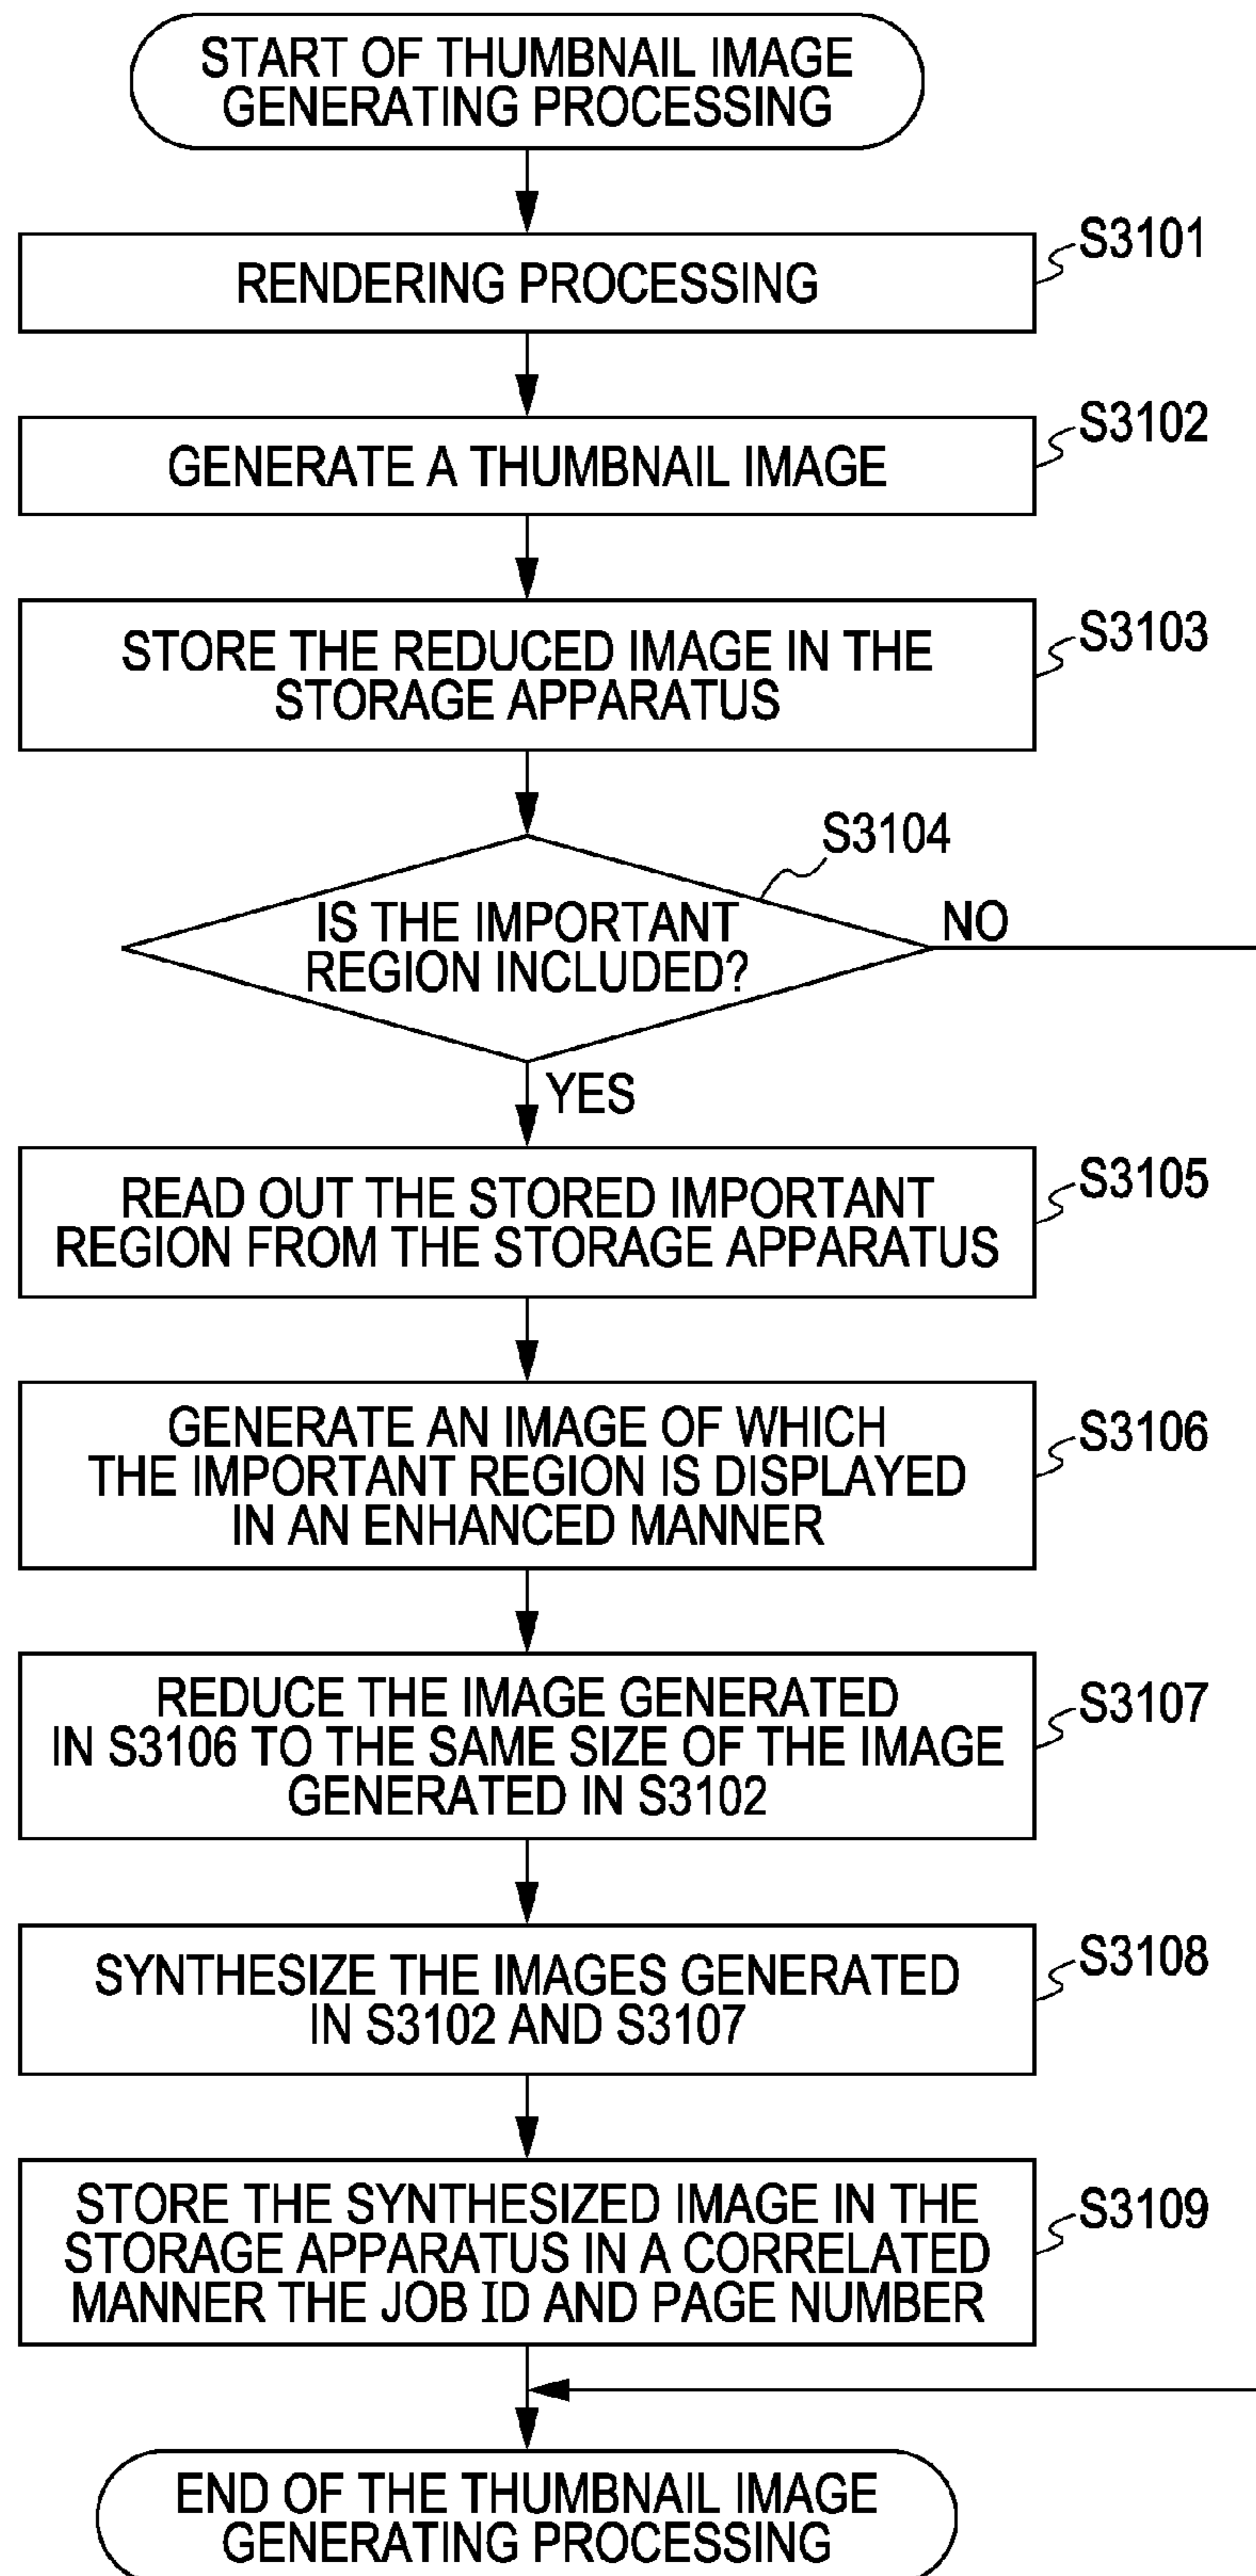 START OF THUMBNAIL IMAGE
GENERATING PROCESSING
S3101
RENDERING PROCESSING
S3102
GENERATE A THUMBNAIL IMAGE
S3103
STORE THE REDUCED IMAGE IN THE
STORAGE APPARATUS
S3104
IS THE IMPORTANT
REGION INCLUDED?
NO
YES
S3105
READ OUT THE STORED IMPORTANT
REGION FROM THE STORAGE APPARATUS
S3106
GENERATE AN IMAGE OF WHICH
THE IMPORTANT REGION IS DISPLAYED
IN AN ENHANCED MANNER
S3107
REDUCE THE IMAGE GENERATED
IN S3106 TO THE SAME SIZE OF THE IMAGE
GENERATED IN S3102
S3108
SYNTHESIZE THE IMAGES GENERATED
IN S3102 AND S3107
S3109
STORE THE SYNTHESIZED IMAGE IN THE
STORAGE APPARATUS IN A CORRELATED
MANNER THE JOB ID AND PAGE NUMBER
END OF THE THUMBNAIL IMAGE
GENERATING PROCESSING